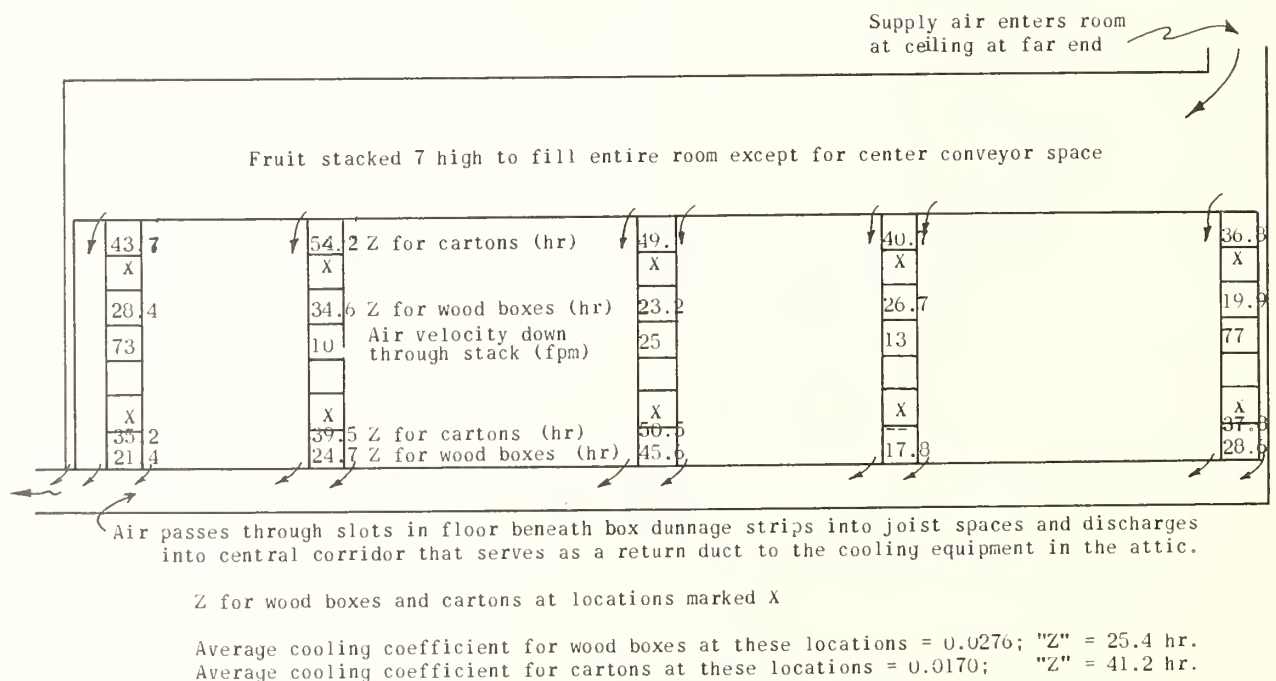 Supply air enters room
at ceiling at far end
Fruit stacked 7 high to fill entire room except for center conveyor space
43.7 54.2 Z for cartons (hr) 49. 40.7 36.8
X X X X X
28.4 34.6 Z for wood boxes (hr) 23.2 26.7 19.9
73 10 Air velocity down 25 13 77
through stack (fpm)
X X X X X
35.2 39.5 Z for cartons (hr) 50.5 -- 37.8
21.4 24.7 Z for wood boxes (hr) 45.6 17.8 28.6
Air passes through slots in floor beneath box dunnage strips into joist spaces and discharges
into central corridor that serves as a return duct to the cooling equipment in the attic.
Z for wood boxes and cartons at locations marked X
Average cooling coefficient for wood boxes at these locations = 0.0276; "Z" = 25.4 hr.
Average cooling coefficient for cartons at these locations = 0.0170; "Z" = 41.2 hr.